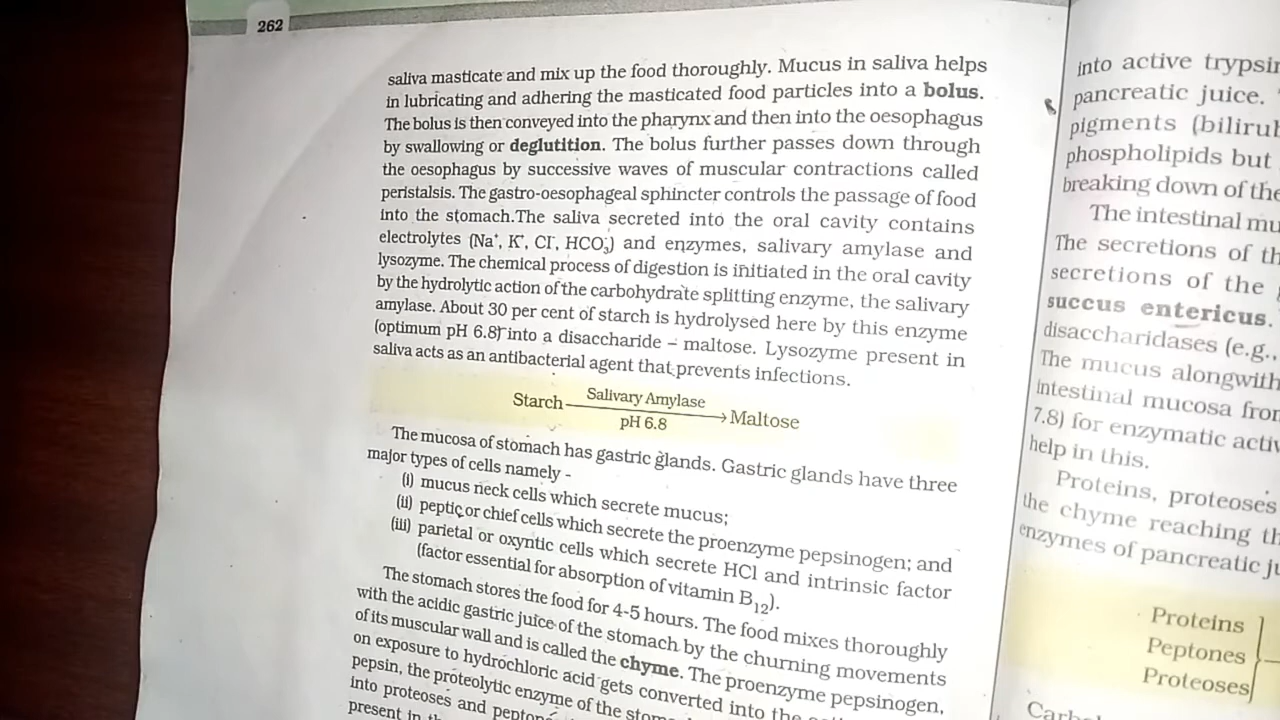 262
saliva masticate and mix up the food thoroughly. Mucus in saliva helps
in lubricating and adhering the masticated food particles into a bolus.
The bolus is then conveyed into the pharynx and then into the oesophagus
by swallowing or deglutition. The bolus further passes down through
the oesophagus by successive waves of muscular contractions called
peristalsis. The gastro-oesophageal sphincter controls the passage of food
into the stomach.The saliva secreted into the oral cavity contains
electrolytes (Na⁺, K⁺, Cl⁻, HCO₃⁻) and enzymes, salivary amylase and
lysozyme. The chemical process of digestion is initiated in the oral cavity
by the hydrolytic action of the carbohydrate splitting enzyme, the salivary
amylase. About 30 per cent of starch is hydrolysed here by this enzyme
(optimum pH 6.8) into a disaccharide – maltose. Lysozyme present in
saliva acts as an antibacterial agent that prevents infections.
Starch Salivary Amylase → Maltose
pH 6.8
The mucosa of stomach has gastric glands. Gastric glands have three
major types of cells namely -
(i) mucus neck cells which secrete mucus;
(ii) peptic or chief cells which secrete the proenzyme pepsinogen; and
(iii) parietal or oxyntic cells which secrete HCl and intrinsic factor
(factor essential for absorption of vitamin B₁₂).
The stomach stores the food for 4-5 hours. The food mixes thoroughly
with the acidic gastric juice of the stomach by the churning movements
of its muscular wall and is called the chyme. The proenzyme pepsinogen,
on exposure to hydrochloric acid gets converted into the
pepsin, the proteolytic enzyme of the
into proteoses and
present in
into active
pancreatic juice.
pigments
phospholipids but
breaking down of the
The intestinal
The secretions of
secretions of the
succus entericus.
disaccharidases (e.g.,
The mucus alongwith
intestinal mucosa
7.8) for enzymatic
help in this.
Proteins, proteoses
the chyme reaching
enzymes of pancreatic
Proteins
Peptones
Proteoses